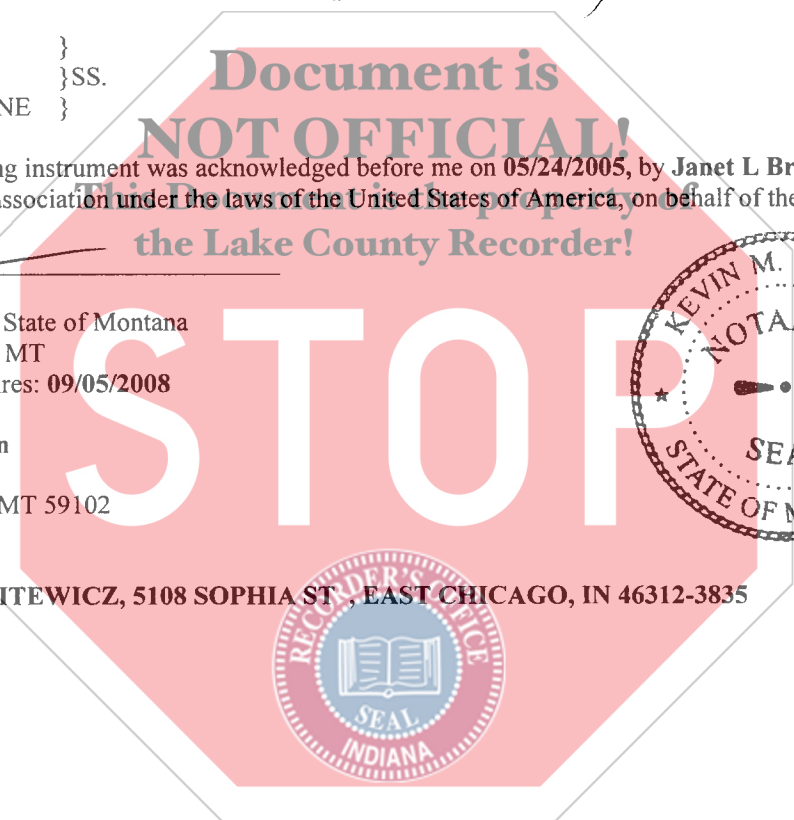 }
}SS.
NE }
Document is
NOT OFFICIAL!
ng instrument was acknowledged before me on 05/24/2005, by Janet L Br
association under the laws of the United States of America, on behalf of the
This Document is the property of
the Lake County Recorder!
State of Montana
MT
res: 09/05/2008
n
MT 59102
STOP
KEVIN M.
NOTA
SEA
STATE OF M
ITEWICZ, 5108 SOPHIA ST , EAST CHICAGO, IN 46312-3835
RECORDER'S OFFICE
SEAL
INDIANA